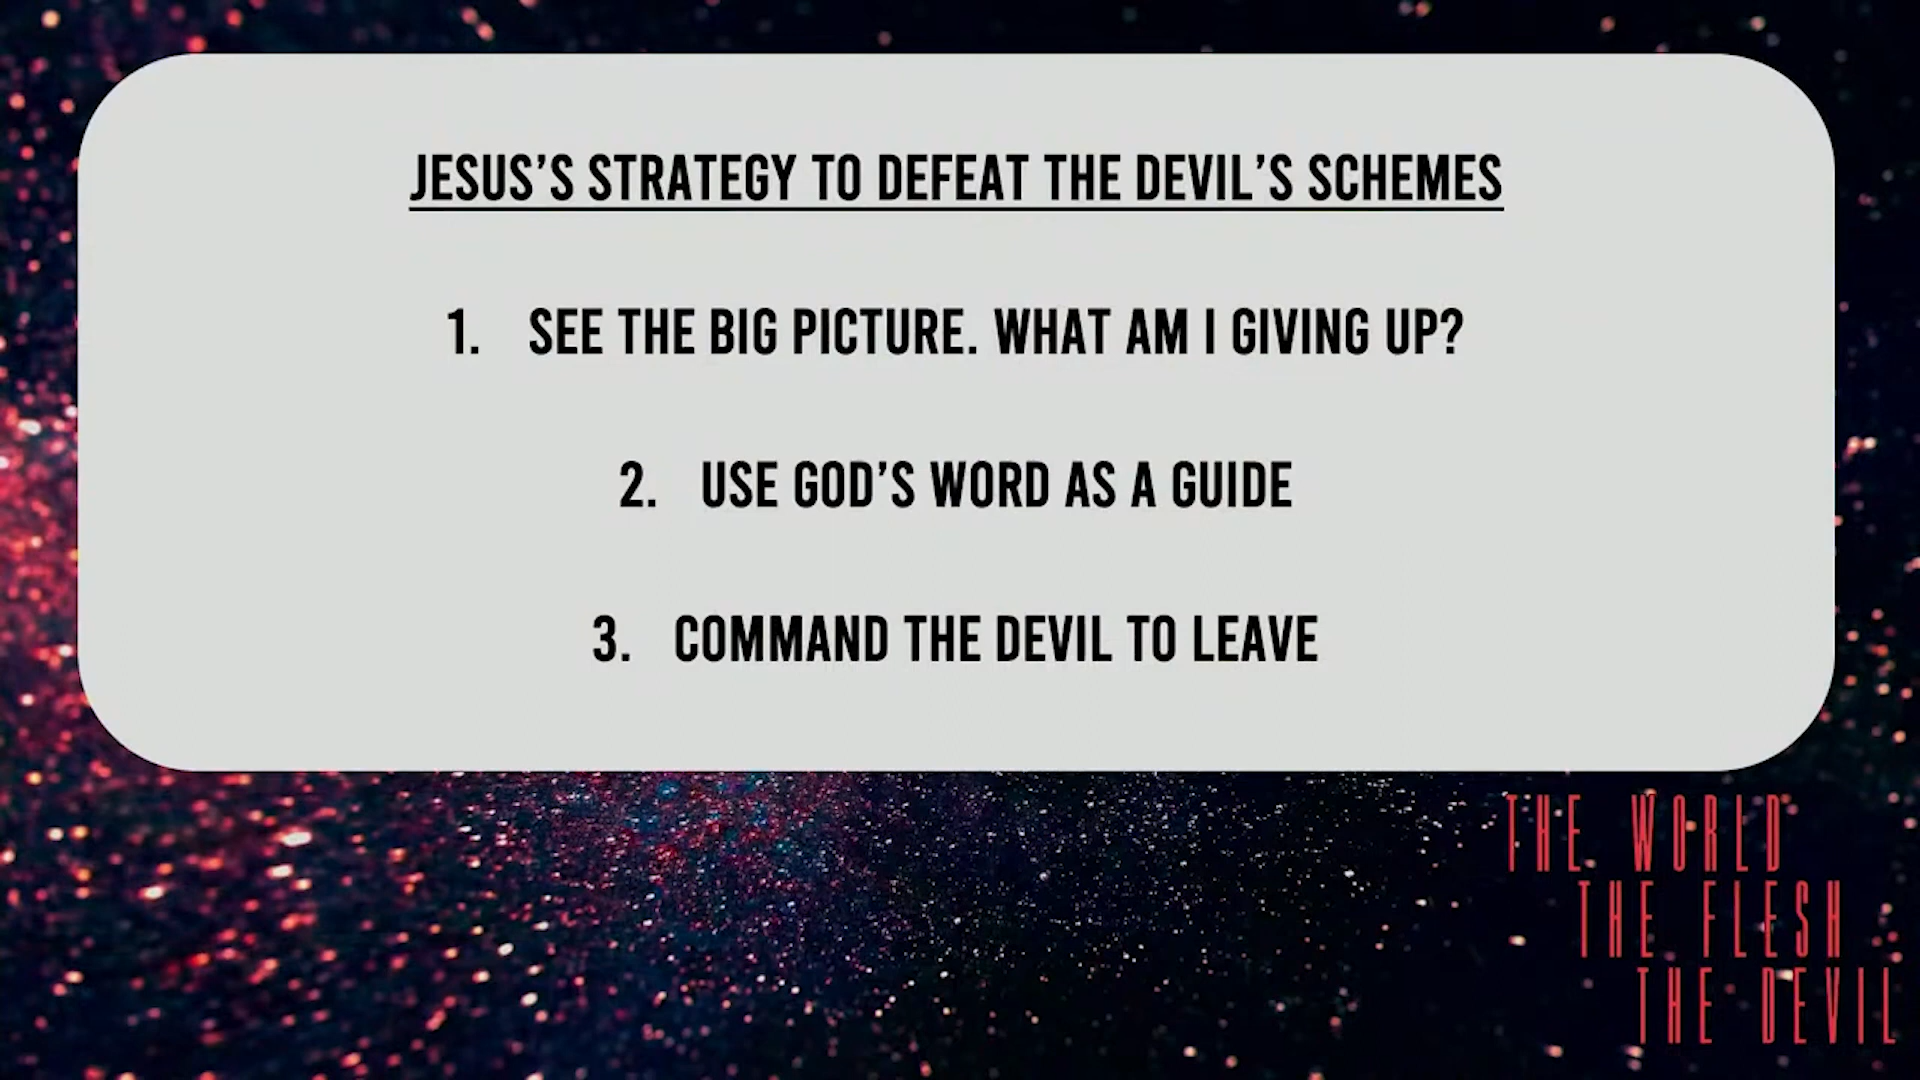 JESUS’S STRATEGY TO DEFEAT THE DEVIL’S SCHEMES
1. SEE THE BIG PICTURE. WHAT AM I GIVING UP?
2. USE GOD’S WORD AS A GUIDE
3. COMMAND THE DEVIL TO LEAVE
THE WORLD
THE FLESH
THE DEVIL